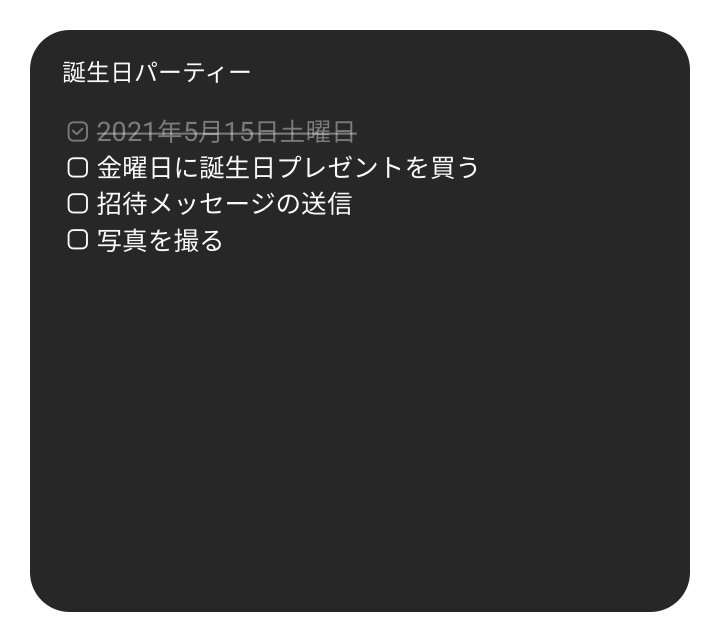 誕生日パーティー
2021年5月15日土曜日
金曜日に誕生日プレゼントを買う
招待メッセージの送信
写真を撮る